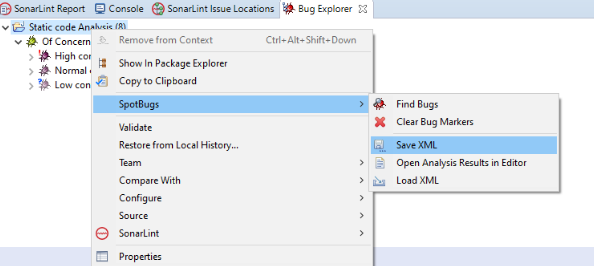 SonarLint Report Console SonarLint Issue Locations Bug Explorer
Static code Analysis (8)
Of Concern
High con
Normal
Low con
Remove from Context Ctrl+Alt+Shift+Down
Show In Package Explorer
Copy to Clipboard
SpotBugs
Validate
Restore from Local History...
Team
Compare With
Configure
Source
SonarLint
Properties
Find Bugs
Clear Bug Markers
Save XML
Open Analysis Results in Editor
Load XML